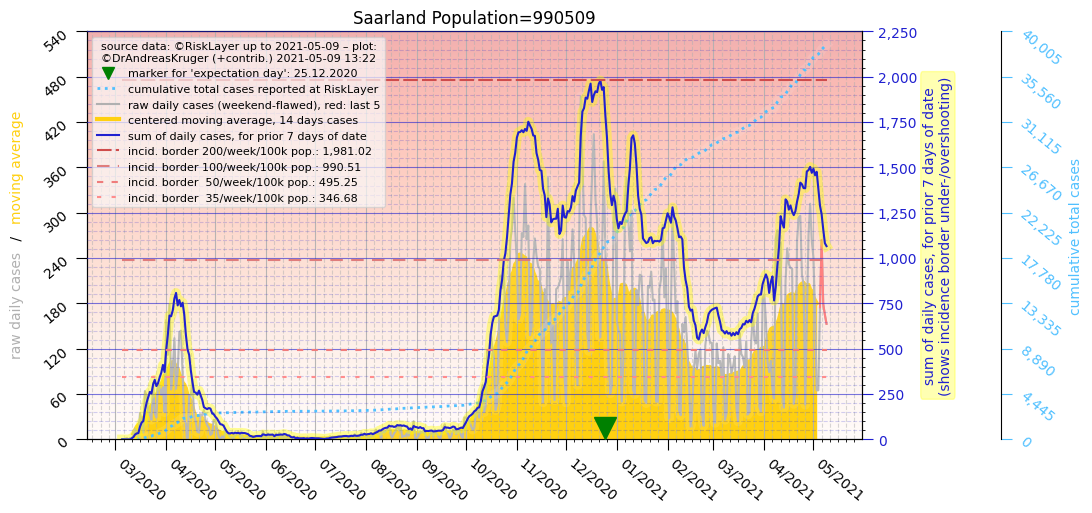 Saarland Population=990509
source data: ©RiskLayer up to 2021-05-09 – plot:
©DrAndreasKruger (+contrib.) 2021-05-09 13:22
marker for 'expectation day': 25.12.2020
cumulative total cases reported at RiskLayer
raw daily cases (weekend-flawed), red: last 5
centered moving average, 14 days cases
sum of daily cases, for prior 7 days of date
incid. border 200/week/100k pop.: 1,981.02
incid. border 100/week/100k pop.: 990.51
incid. border  50/week/100k pop.: 495.25
incid. border  35/week/100k pop.: 346.68
raw daily cases / moving average
540
480
420
360
300
240
180
120
60
0
03/2020
04/2020
05/2020
06/2020
07/2020
08/2020
09/2020
10/2020
11/2020
12/2020
01/2021
02/2021
03/2021
04/2021
05/2021
2,250
2,000
1,750
1,500
1,250
1,000
750
500
250
0
sum of daily cases, for prior 7 days of date
(shows incidence border under-/overshooting)
40,005
35,560
31,115
26,670
22,225
17,780
13,335
8,890
4,445
0
cumulative total cases